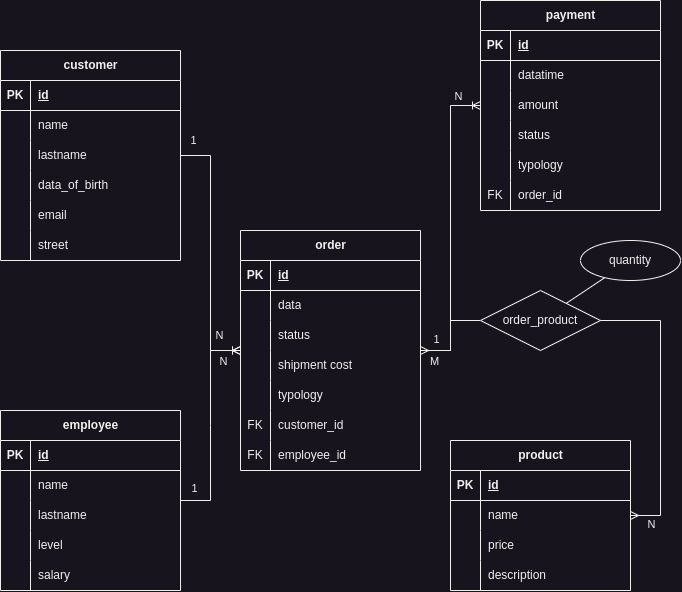 customer
PK id
name
lastname
data_of_birth
email
street
1
employee
PK id
name
lastname
level
salary
1
N
N
order
PK id
data
status
shipment cost
typology
FK customer_id
FK employee_id
1
M
N
payment
PK id
datatime
amount
status
typology
FK order_id
quantity
order_product
product
PK id
name
price
description
N